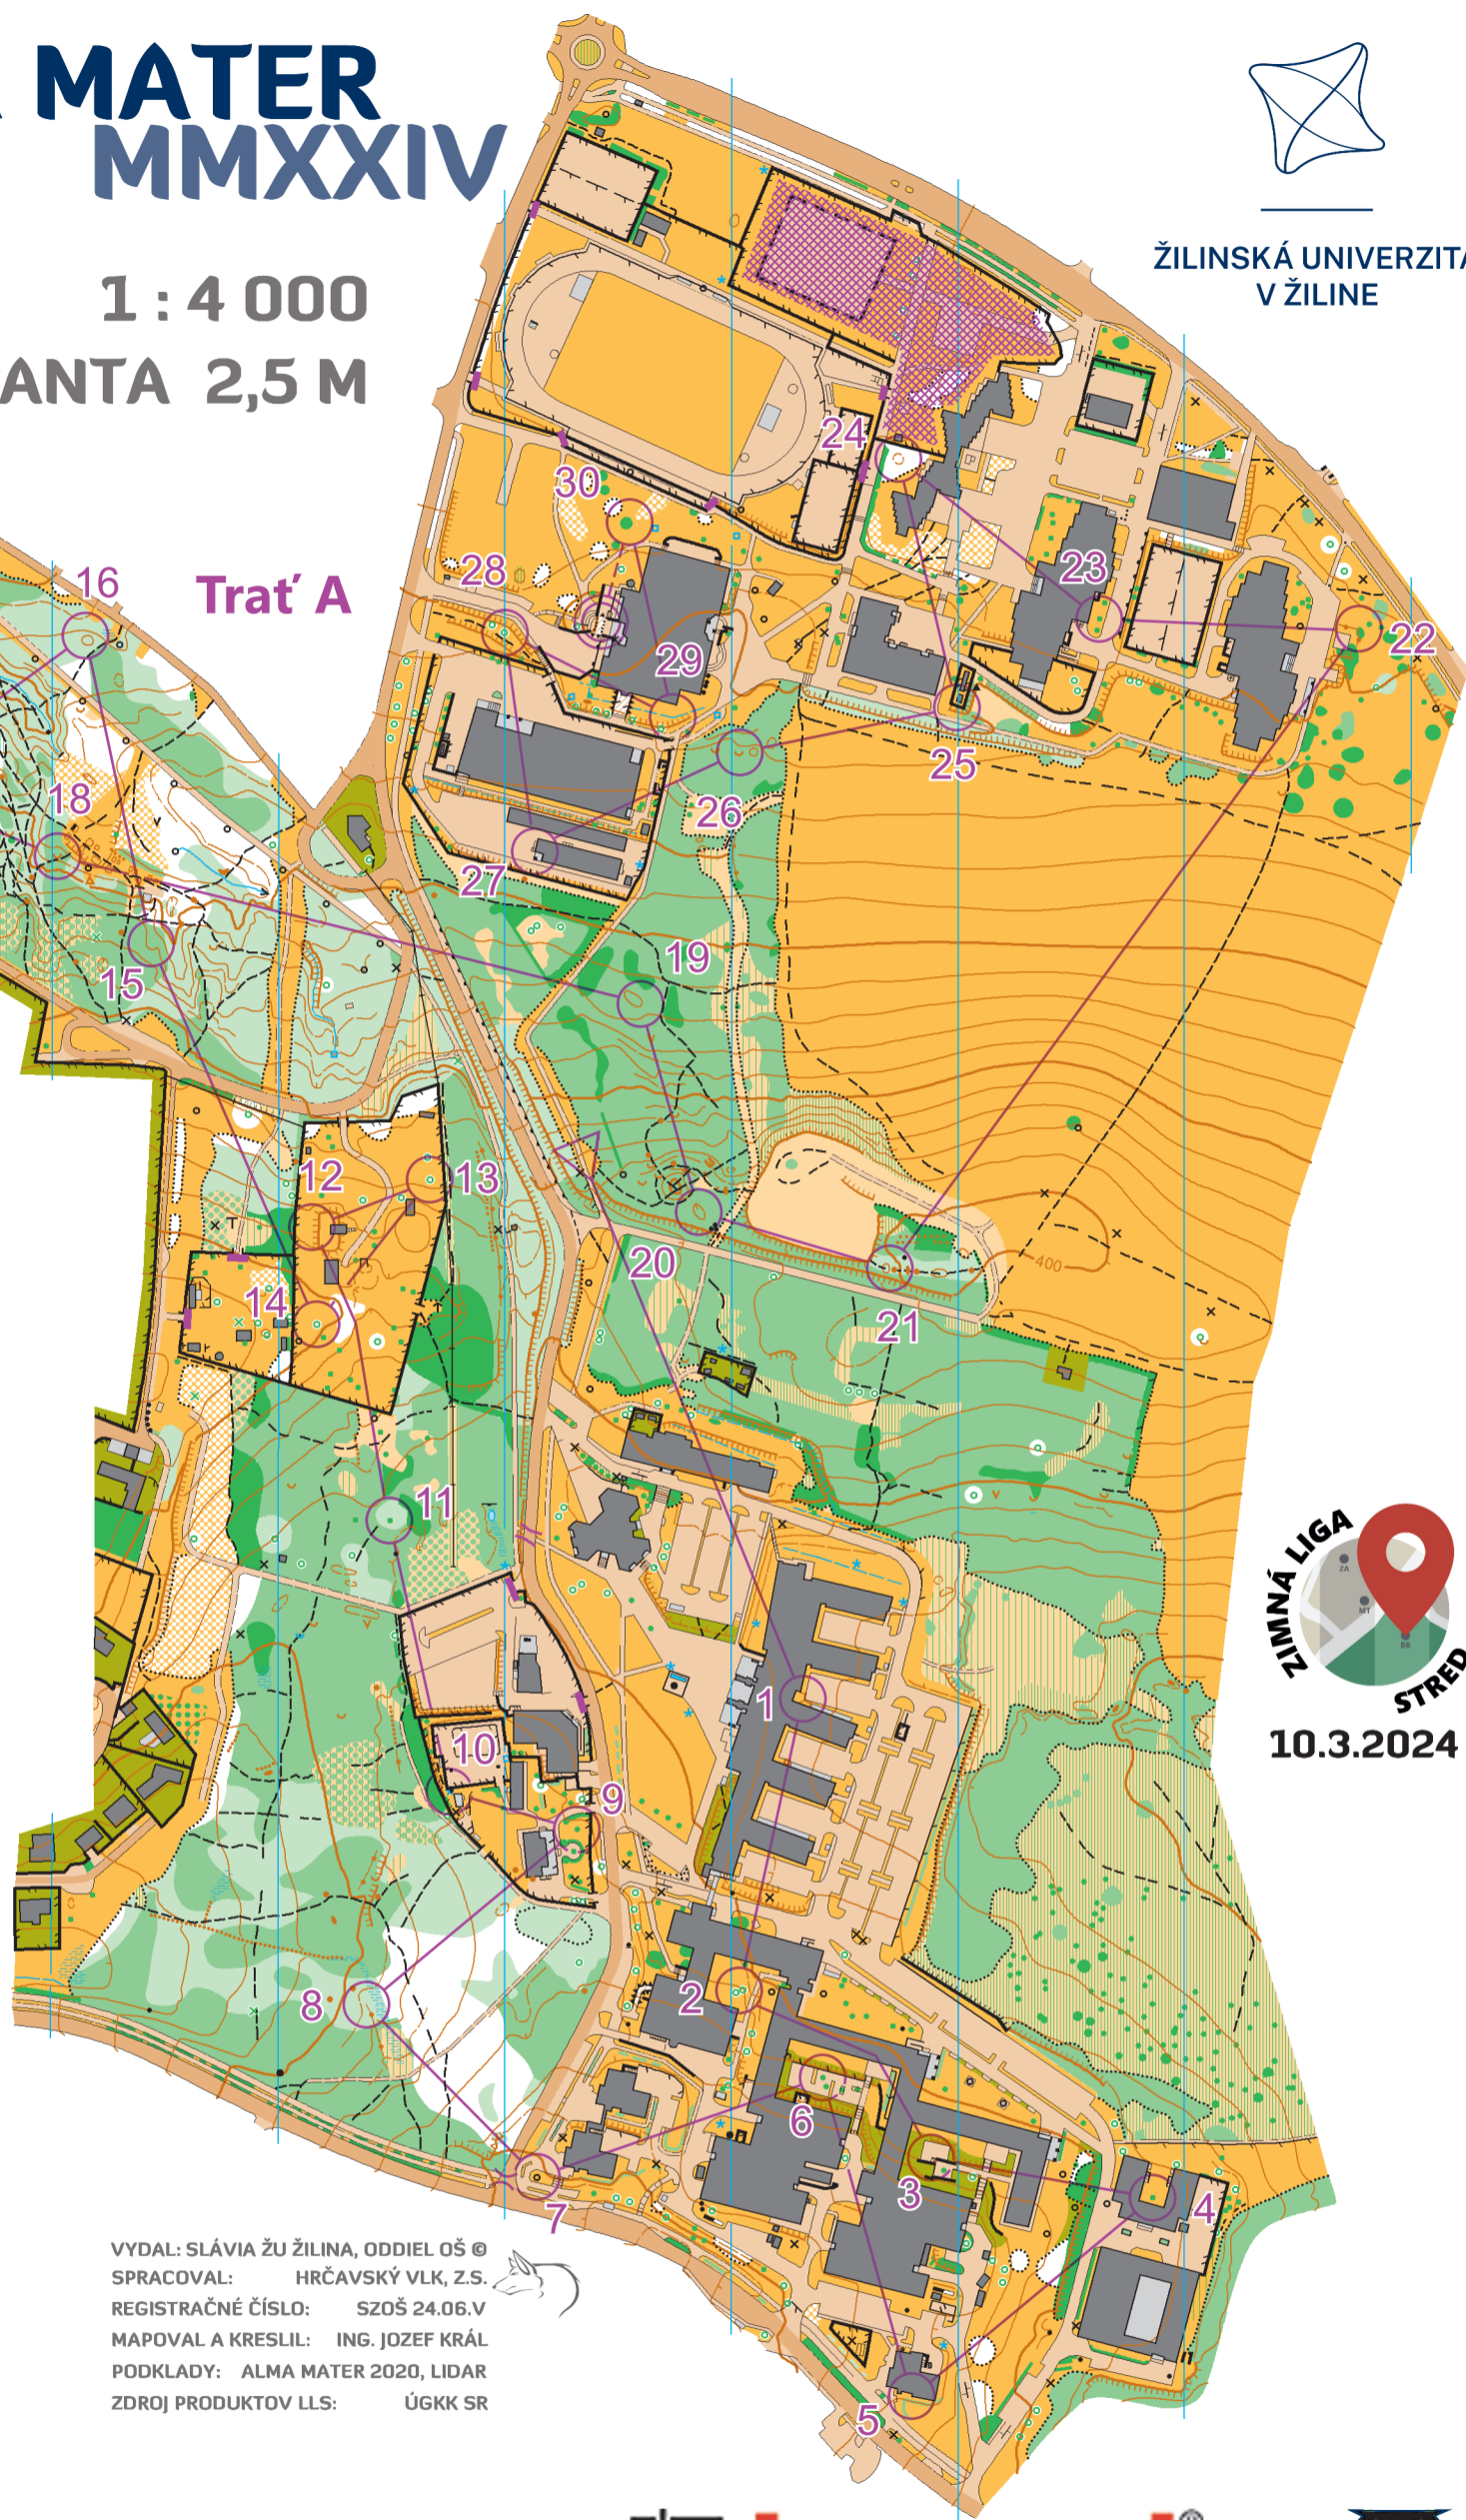 MATER
MMXXIV
1 : 4 000
ANTA 2,5 M
ŽILINSKÁ UNIVERZITA
V ŽILINE
Trať A
30
24
28
23
16
22
29
25
18
26
27
19
15
12
13
20
14
400
21
11
ZIMNÁ LIGA
STRED
ZA
MT
BB
10.3.2024
1
10
9
2
8
6
3
4
7
5
VYDAL: SLÁVIA ŽU ŽILINA, ODDIEL OŠ ©
SPRACOVAL: HRČAVSKÝ VLK, Z.S.
REGISTRAČNÉ ČÍSLO: SZOŠ 24.06.V
MAPOVAL A KRESLIL: ING. JOZEF KRÁL
PODKLADY: ALMA MATER 2020, LIDAR
ZDROJ PRODUKTOV LLS: ÚGKK SR